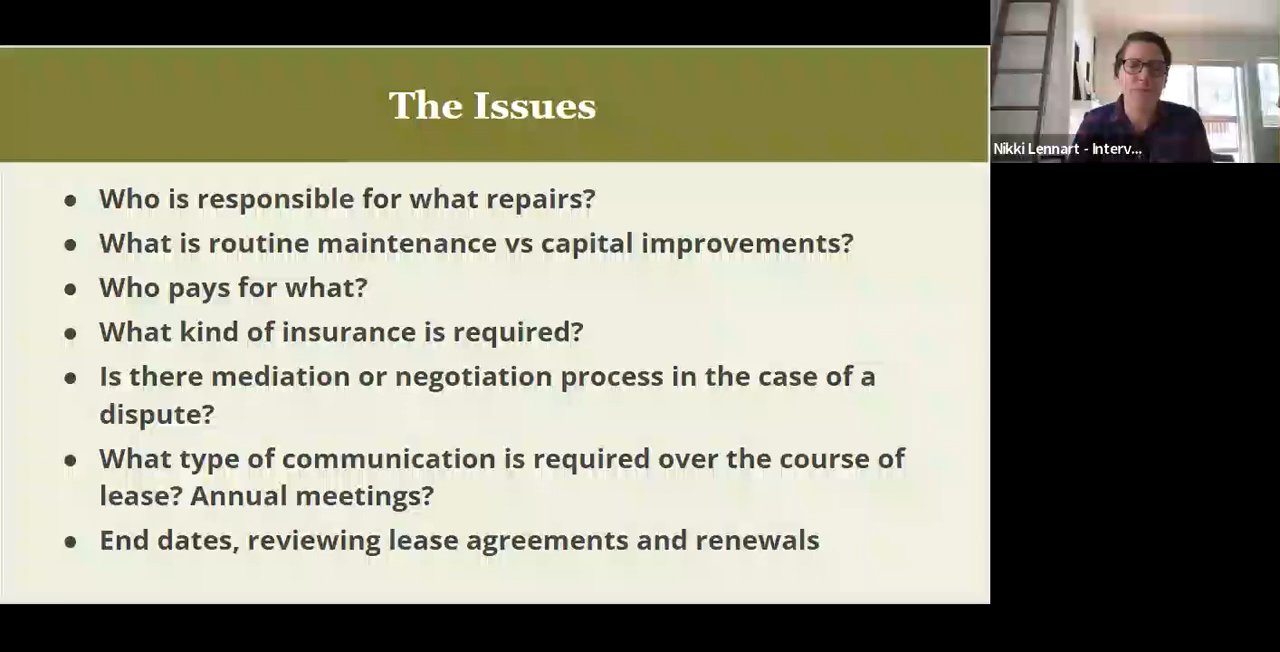 The Issues
Nikki Lennart - Interv...
● Who is responsible for what repairs?
● What is routine maintenance vs capital improvements?
● Who pays for what?
● What kind of insurance is required?
● Is there mediation or negotiation process in the case of a
dispute?
● What type of communication is required over the course of
lease? Annual meetings?
● End dates, reviewing lease agreements and renewals